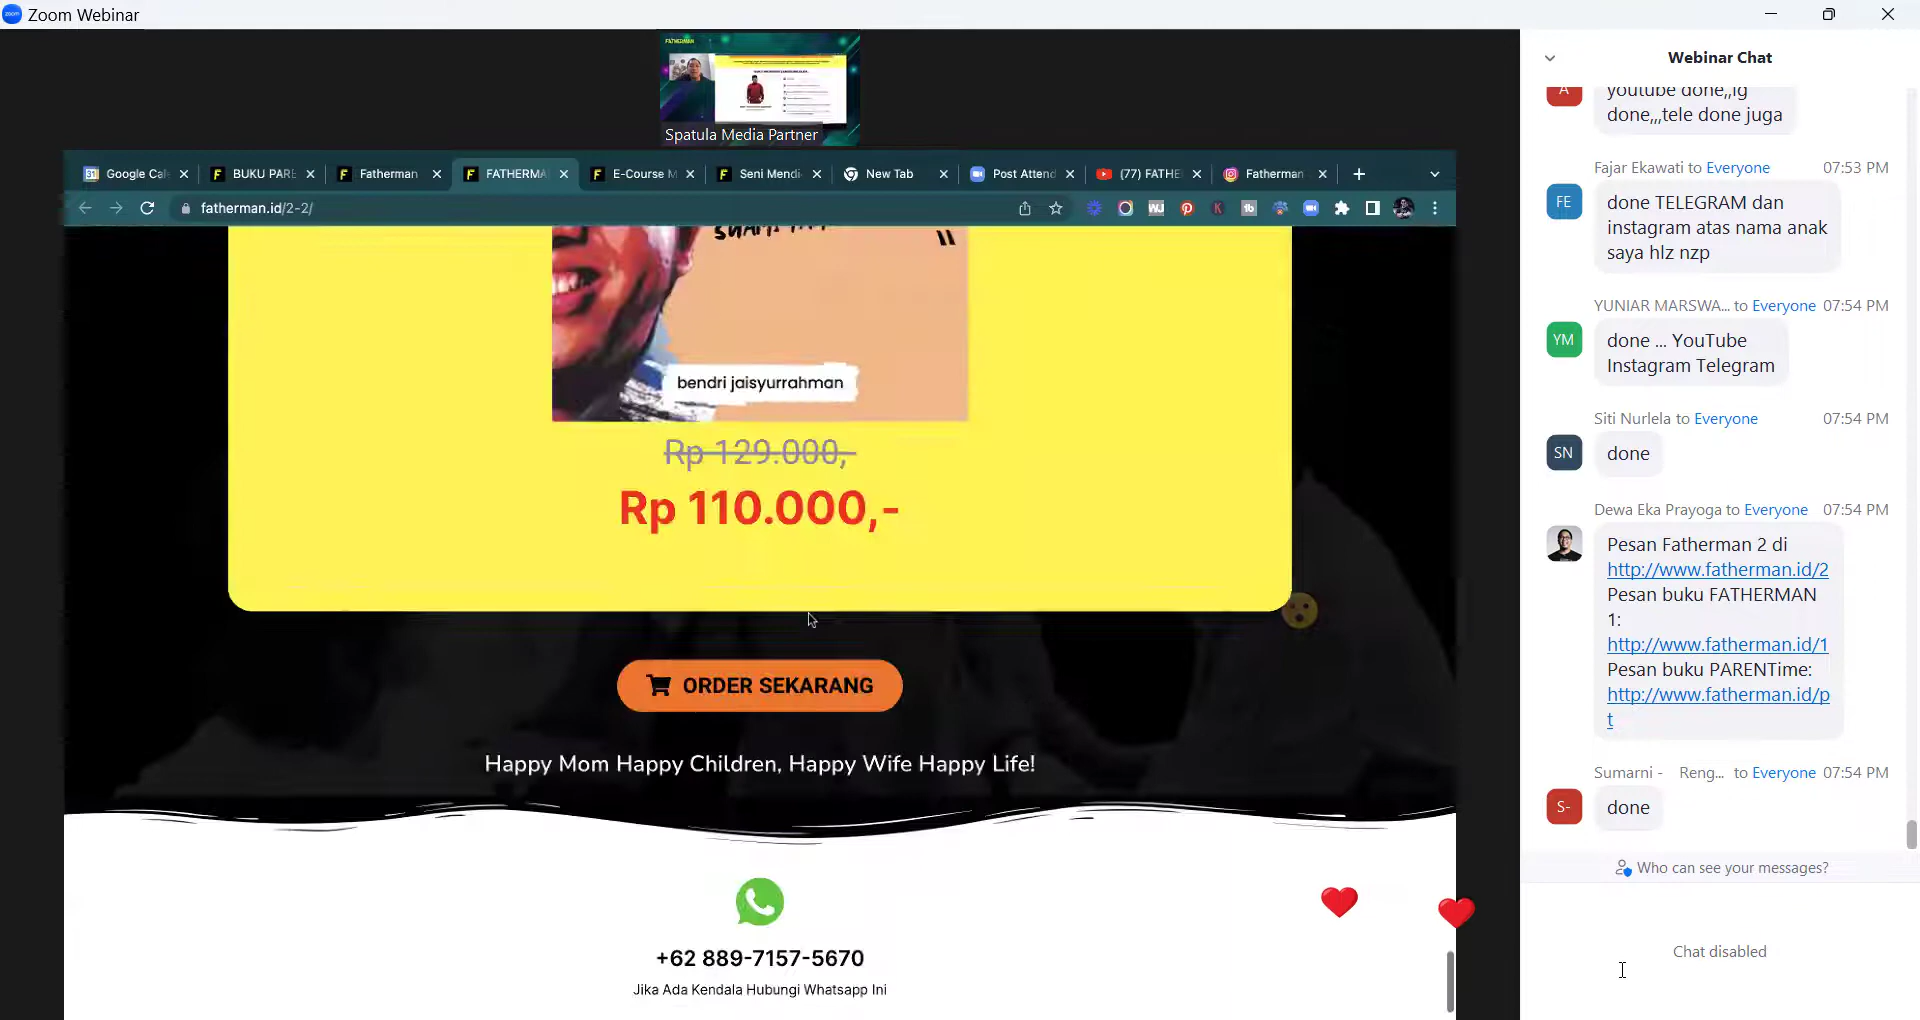 Zoom Webinar
FATHERMAN
Spatula Media Partner
Google Cal
BUKU PARE
Fatherman
FATHERMA
E-Course M
Seni Mendi
New Tab
Post Attend
(77) FATHE
Fatherman
fatherman.id/2-2/
bendri jaisyurrahman
Rp 129.000,-
Rp 110.000,-
ORDER SEKARANG
Happy Mom Happy Children, Happy Wife Happy Life!
+62 889-7157-5670
Jika Ada Kendala Hubungi Whatsapp Ini
Webinar Chat
A
youtube done,,ig
done,,,tele done juga
Fajar Ekawati to Everyone 07:53 PM
FE
done TELEGRAM dan
instagram atas nama anak
saya hlz nzp
YUNIAR MARSWA... to Everyone 07:54 PM
YM
done ... YouTube
Instagram Telegram
Siti Nurlela to Everyone 07:54 PM
SN
done
Dewa Eka Prayoga to Everyone 07:54 PM
Pesan Fatherman 2 di
http://www.fatherman.id/2
Pesan buku FATHERMAN
1:
http://www.fatherman.id/1
Pesan buku PARENTime:
http://www.fatherman.id/p
t
Sumarni - Reng... to Everyone 07:54 PM
S-
done
Who can see your messages?
Chat disabled